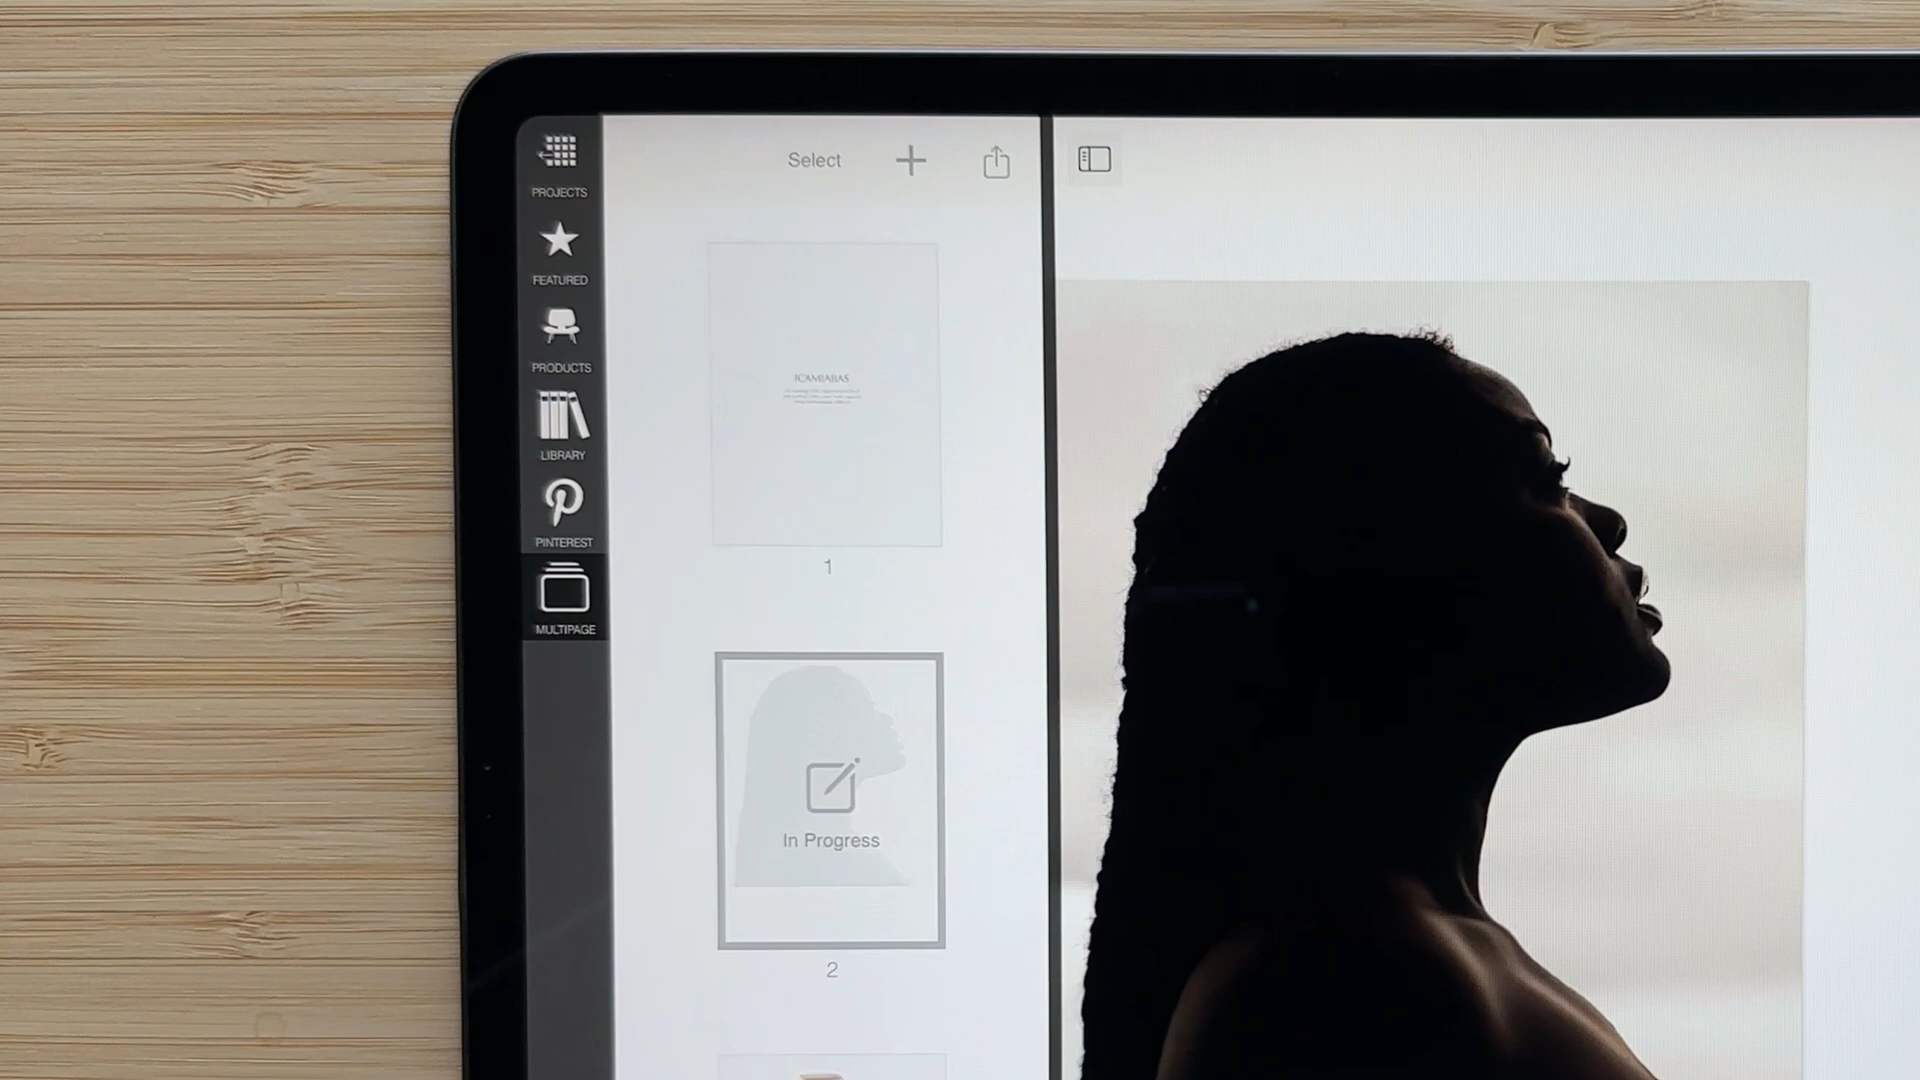 PROJECTS
FEATURED
PRODUCTS
LIBRARY
PINTEREST
MULTIPAGE
Select
ICAMIABAS
1
In Progress
2